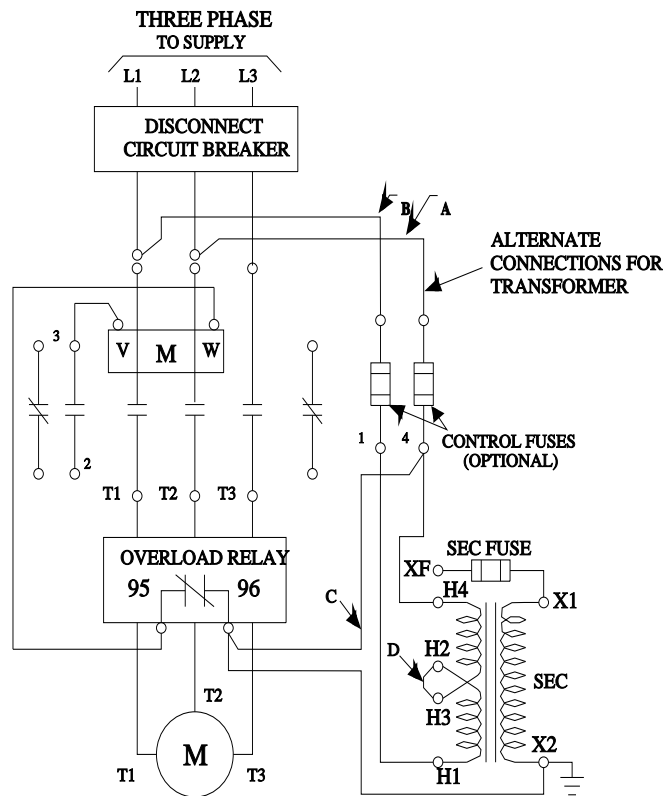 THREE PHASE
TO SUPPLY
L1 L2 L3
DISCONNECT
CIRCUIT BREAKER
B A
ALTERNATE
CONNECTIONS FOR
TRANSFORMER
3
V M W
1 4
CONTROL FUSES
(OPTIONAL)
2
T1 T2 T3
OVERLOAD RELAY
95 96
SEC FUSE
XF
H4 X1
C
D H2
SEC
H3
T2
M
X2
T1 T3 H1